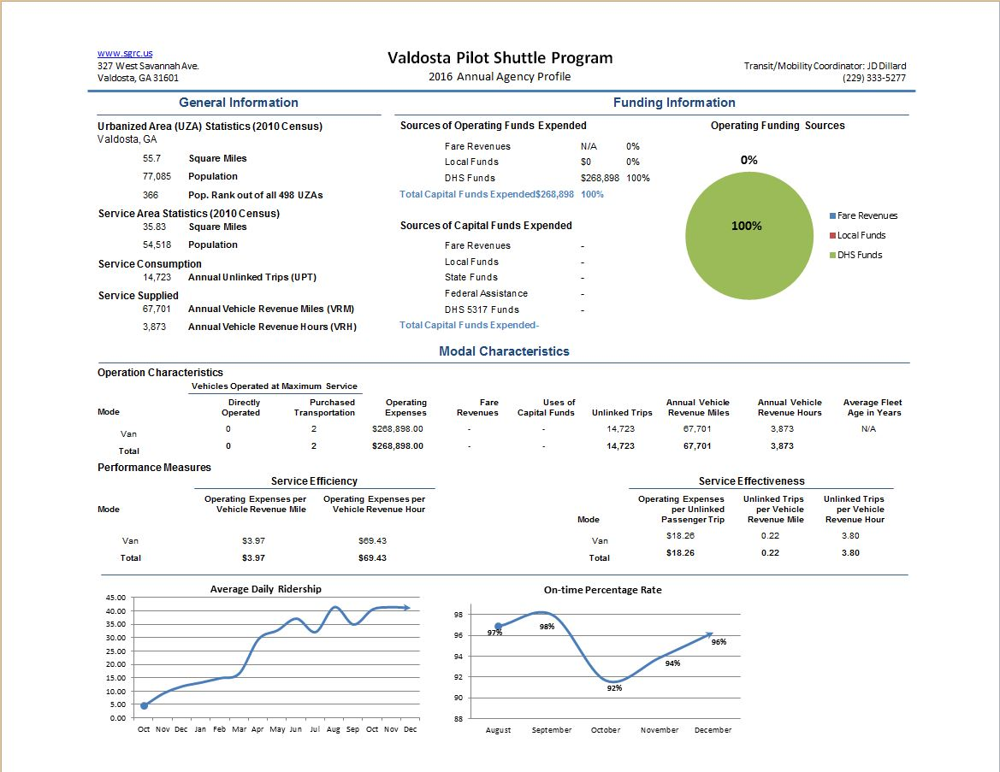 www.sgrc.us
327 West Savannah Ave.
Valdosta, GA 31601
Valdosta Pilot Shuttle Program
2016 Annual Agency Profile
Transit/Mobility Coordinator: JD Dillard
(229) 333-5277
General Information
Urbanized Area (UZA) Statistics (2010 Census)
Valdosta, GA
55.7 Square Miles
77,085 Population
366 Pop. Rank out of all 498 UZAs
Service Area Statistics (2010 Census)
35.83 Square Miles
54,518 Population
Service Consumption
14,723 Annual Unlinked Trips (UPT)
Service Supplied
67,701 Annual Vehicle Revenue Miles (VRM)
3,873 Annual Vehicle Revenue Hours (VRH)
Funding Information
Sources of Operating Funds Expended
Fare Revenues N/A 0%
Local Funds $0 0%
DHS Funds $268,898 100%
Total Capital Funds Expended$268,898 100%
Sources of Capital Funds Expended
Fare Revenues -
Local Funds -
State Funds -
Federal Assistance -
DHS 5317 Funds -
Total Capital Funds Expended-
Operating Funding Sources
0%
100%
Fare Revenues
Local Funds
DHS Funds
Modal Characteristics
Operation Characteristics
Vehicles Operated at Maximum Service
Mode Directly Operated Purchased Transportation Operating Expenses Fare Revenues Uses of Capital Funds Unlinked Trips Annual Vehicle Revenue Miles Annual Vehicle Revenue Hours Average Fleet Age in Years
Van 0 2 $268,898.00 - - 14,723 67,701 3,873 N/A
Total 0 2 $268,898.00 - - 14,723 67,701 3,873
Performance Measures
Service Efficiency
Mode Operating Expenses per Vehicle Revenue Mile Operating Expenses per Vehicle Revenue Hour
Van $3.97 $69.43
Total $3.97 $69.43
Service Effectiveness
Mode Operating Expenses per Unlinked Passenger Trip Unlinked Trips per Vehicle Revenue Mile Unlinked Trips per Vehicle Revenue Hour
Van $18.26 0.22 3.80
Total $18.26 0.22 3.80
Average Daily Ridership
45.00
40.00
35.00
30.00
25.00
20.00
15.00
10.00
5.00
0.00
Oct Nov Dec Jan Feb Mar Apr May Jun Jul Aug Sep Oct Nov Dec
On-time Percentage Rate
98
96
94
92
90
88
97%
98%
92%
94%
96%
August September October November December